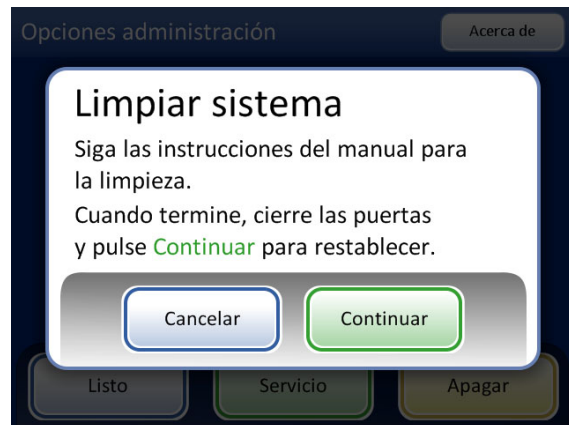 Opciones administración
Acerca de
Limpiar sistema
Siga las instrucciones del manual para
la limpieza.
Cuando termine, cierre las puertas
y pulse Continuar para restablecer.
Cancelar
Continuar
Listo
Servicio
Apagar